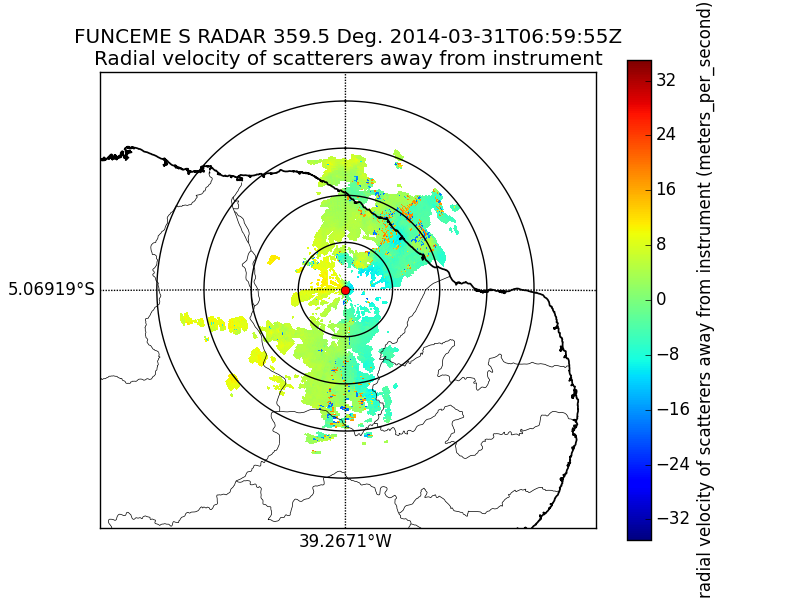 FUNCEME S RADAR 359.5 Deg. 2014-03-31T06:59:55Z
Radial velocity of scatterers away from instrument
5.06919°S
39.2671°W
32
24
16
8
0
−8
−16
−24
−32
radial velocity of scatterers away from instrument (meters_per_second)